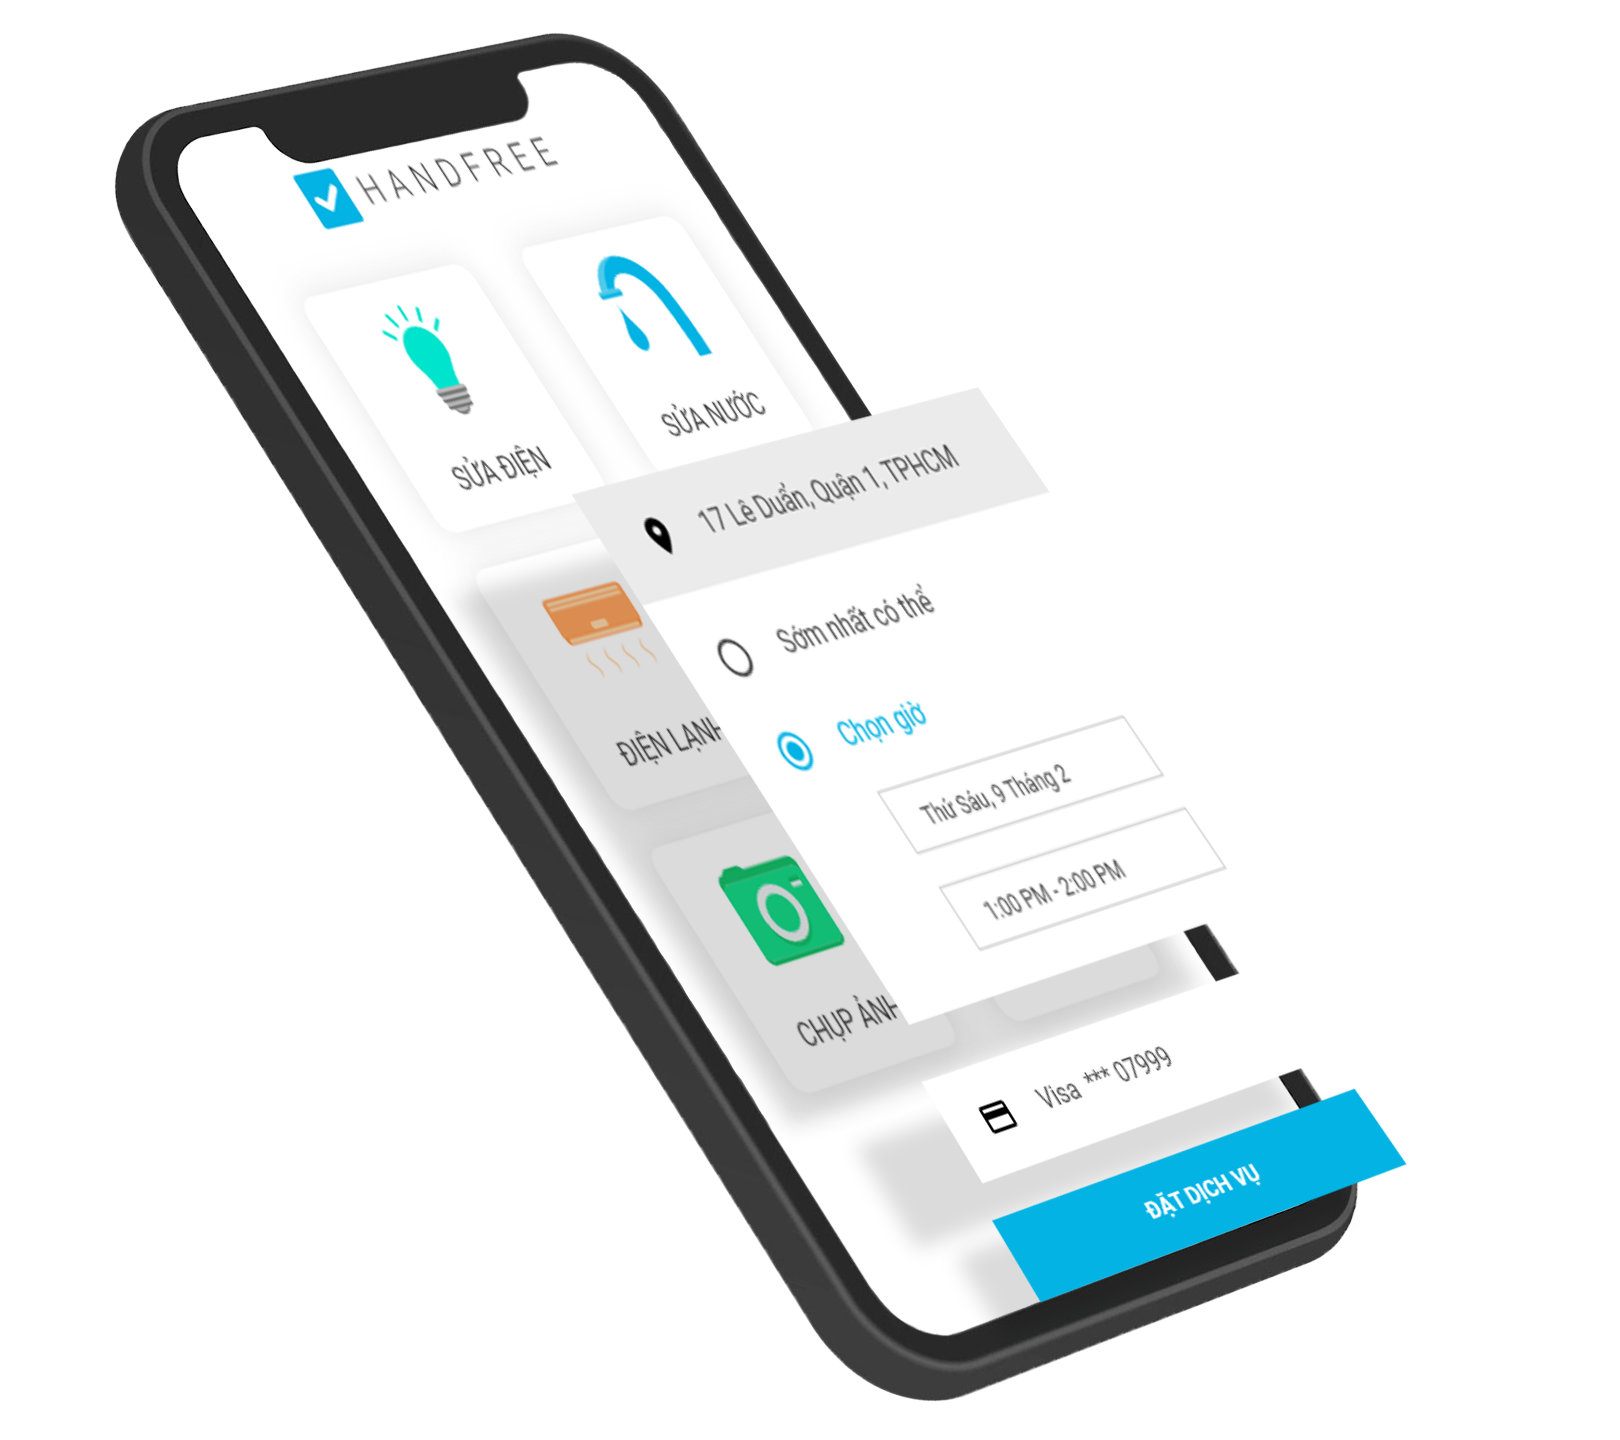 HANDFREE
SỬA ĐIỆN
SỬA NƯỚC
17 Lê Duẩn, Quận 1, TPHCM
Sớm nhất có thể
Chọn giờ
Thứ Sáu, 9 Tháng 2
1:00 PM - 2:00 PM
ĐIỆN LẠNH
CHỤP ẢNH
Visa *** 07999
ĐẶT DỊCH VỤ